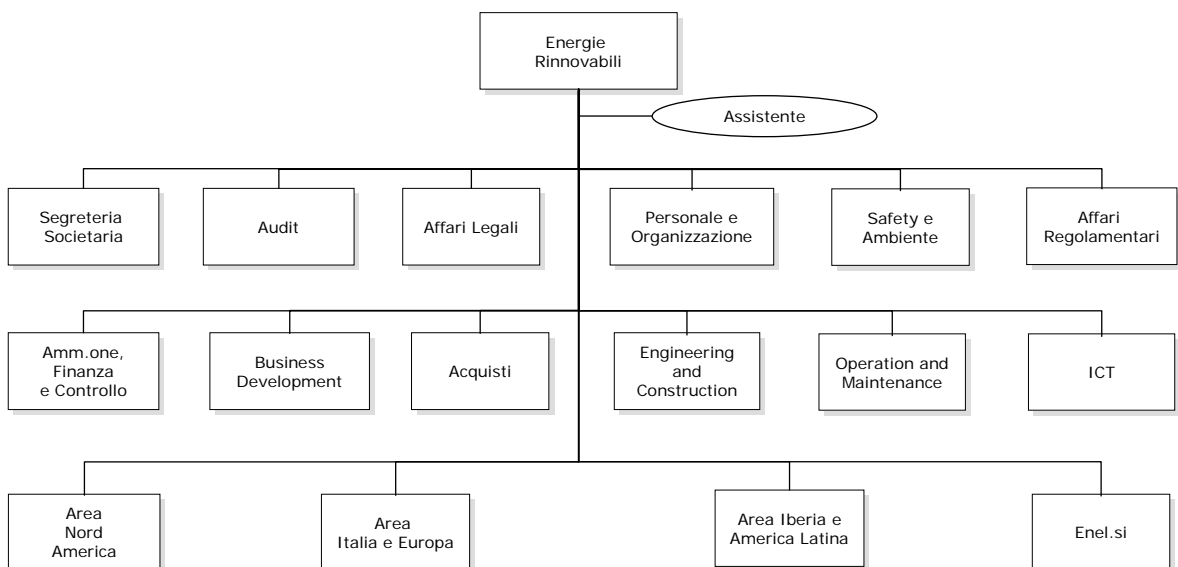 Energie
Rinnovabili
Assistente
Segreteria
Societaria
Audit
Affari Legali
Personale e
Organizzazione
Safety e
Ambiente
Affari
Regolamentari
Amm.one,
Finanza
e Controllo
Business
Development
Acquisti
Engineering
and
Construction
Operation and
Maintenance
ICT
Area
Nord
America
Area
Italia e Europa
Area Iberia e
America Latina
Enel.si